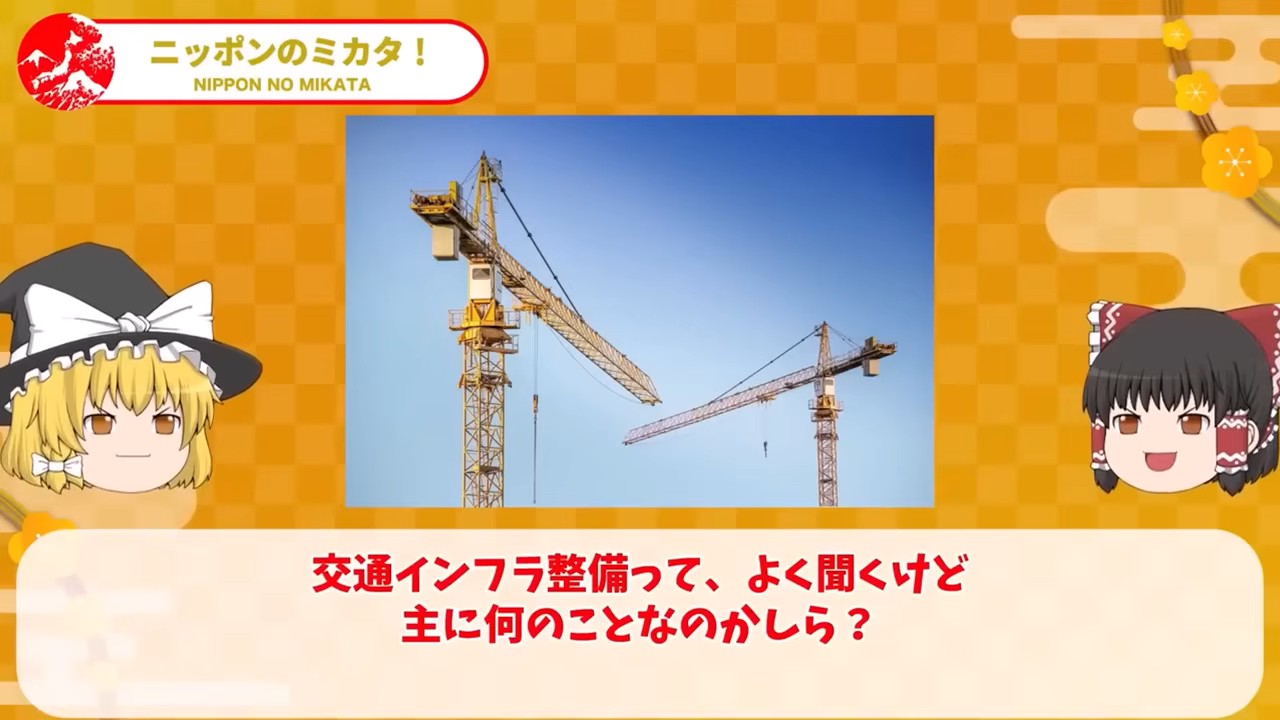 ニッポンのミカタ！
NIPPON NO MIKATA
交通インフラ整備って、よく聞くけど
主に何のことなのかしら？